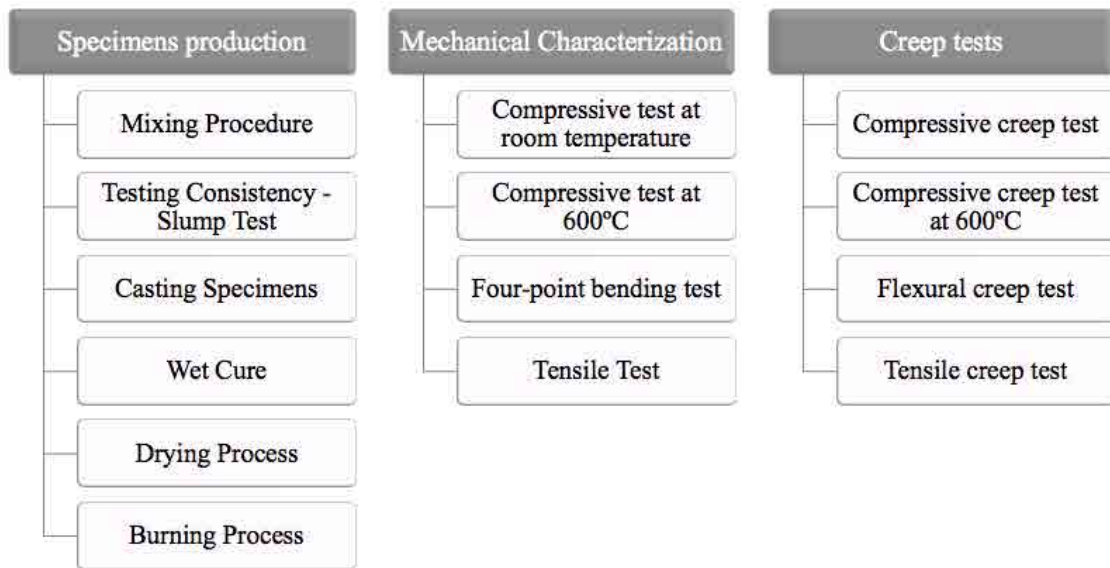 Specimens production
Mixing Procedure
Testing Consistency -
Slump Test
Casting Specimens
Wet Cure
Drying Process
Burning Process
Mechanical Characterization
Compressive test at
room temperature
Compressive test at
600ºC
Four-point bending test
Tensile Test
Creep tests
Compressive creep test
Compressive creep test
at 600ºC
Flexural creep test
Tensile creep test